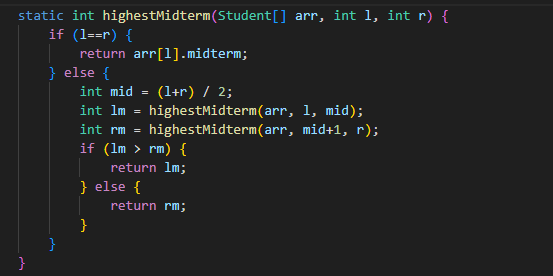 static int highestMidterm(Student[] arr, int l, int r) {
    if (l==r) {
        return arr[l].midterm;
    } else {
        int mid = (l+r) / 2;
        int lm = highestMidterm(arr, l, mid);
        int rm = highestMidterm(arr, mid+1, r);
        if (lm > rm) {
            return lm;
        } else {
            return rm;
        }
    }
}